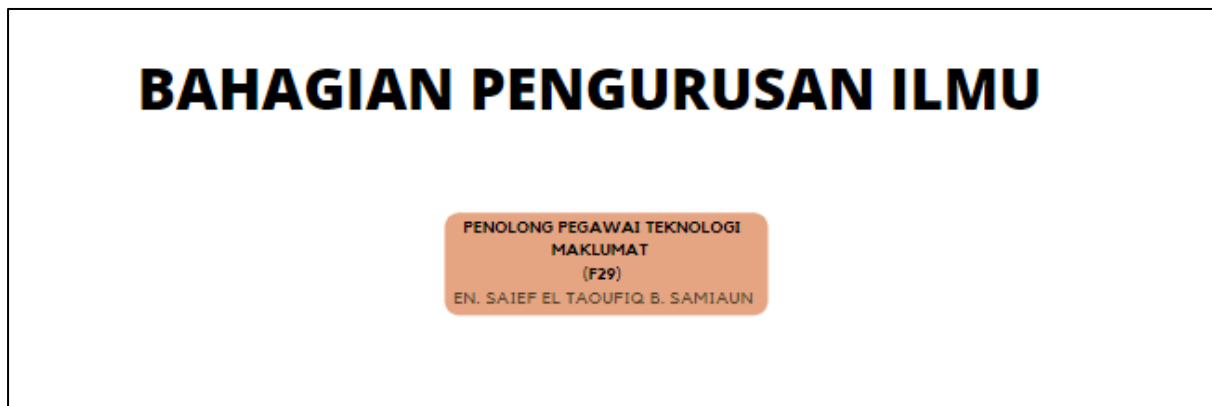 BAHAGIAN PENGURUSAN ILMU
PENOLONG PEGAWAI TEKNOLOGI
MAKLUMAT
(F29)
EN. SAIEF EL TAOUFIQ B. SAMIAUN